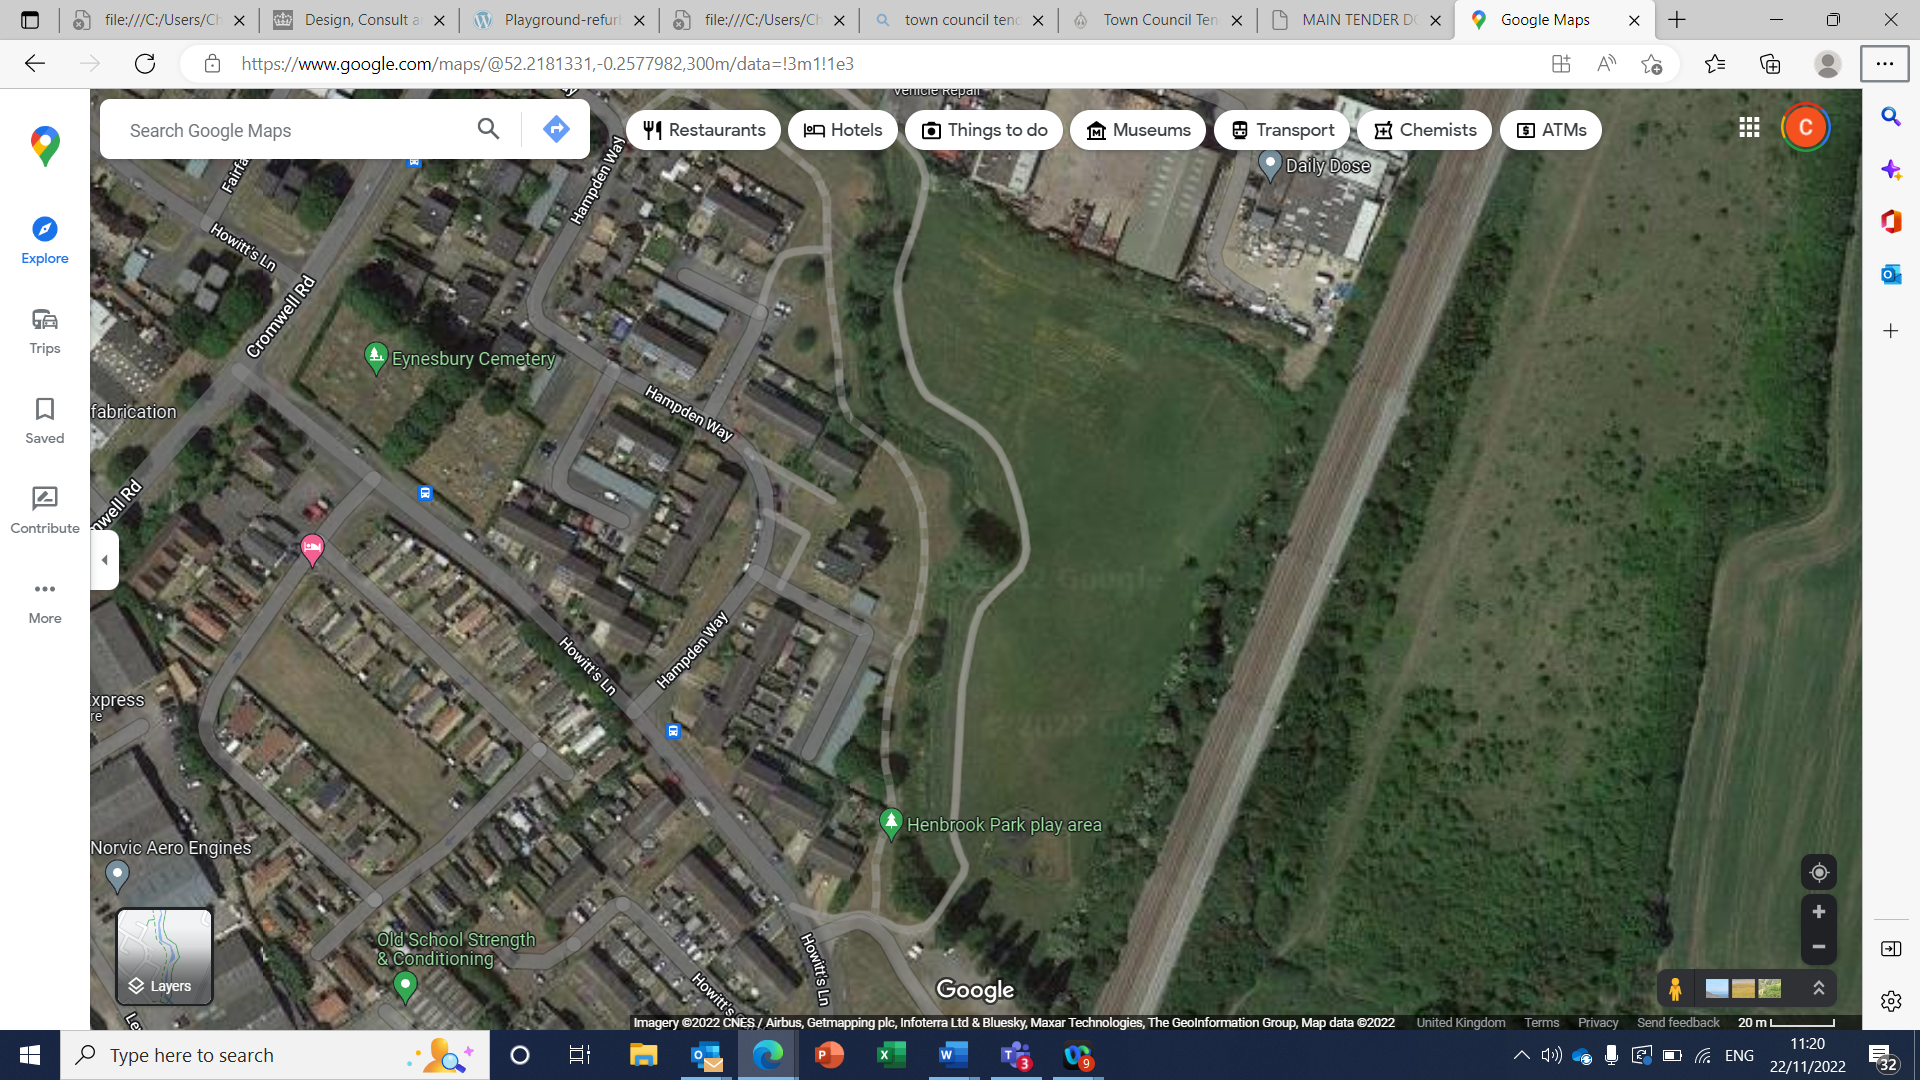 file:///C:/Users/Ch
Design, Consult a
Playground-refur
file:///C:/Users/Ch
town council tend
Town Council Ten
MAIN TENDER DO
Google Maps
https://www.google.com/maps/@52.2181331,-0.2577982,300m/data=!3m1!1e3
Search Google Maps
Restaurants
Hotels
Things to do
Museums
Transport
Chemists
ATMs
C
Vehicle Repair
Daily Dose
Hampden Way
Howitt's Ln
Cromwell Rd
Explore
Trips
Saved
Contribute
More
Eynesbury Cemetery
Hampden Way
fabrication
mwell Rd
Howitt's Ln
Hampden Way
xpress
re
Henbrook Park play area
Norvic Aero Engines
Old School Strength
& Conditioning
Howitt's Ln
Howitt's
Layers
Google
Imagery ©2022 CNES / Airbus, Getmapping plc, Infoterra Ltd & Bluesky, Maxar Technologies, The GeoInformation Group, Map data ©2022
United Kingdom
Terms
Privacy
Send feedback
20 m
Type here to search
3
9
ENG
11:20
22/11/2022
32